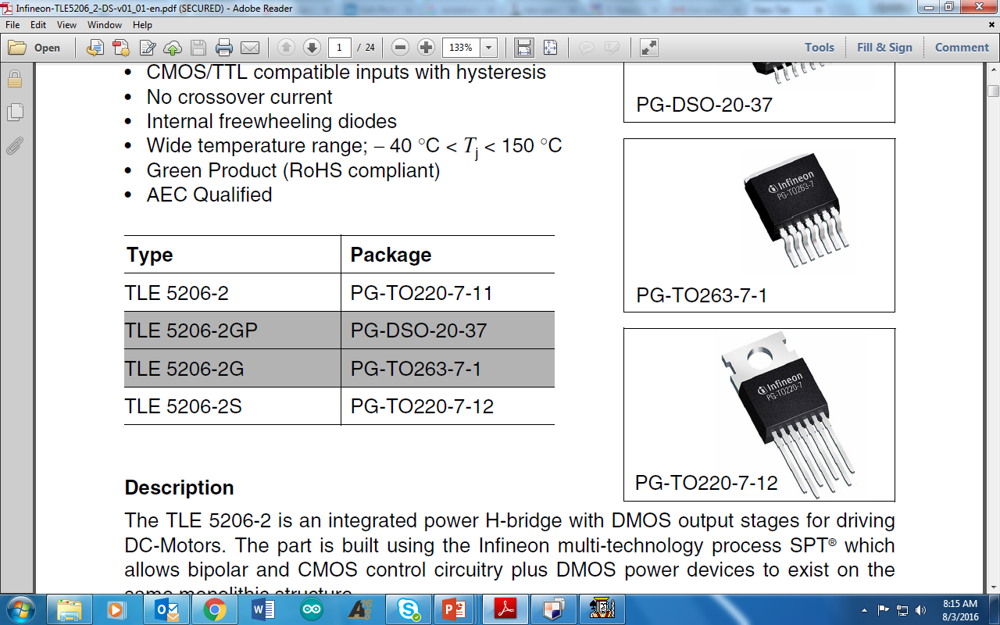 Infineon-TLE5206_2-DS-v01_01-en.pdf (SECURED) - Adobe Reader
File Edit View Window Help
Open 1 / 24 133% Tools Fill & Sign Comment
• CMOS/TTL compatible inputs with hysteresis
• No crossover current
• Internal freewheeling diodes
• Wide temperature range; – 40 °C < Tj < 150 °C
• Green Product (RoHS compliant)
• AEC Qualified
PG-DSO-20-37
Infineon
PG-TO263-7
PG-TO263-7-1
Type Package
TLE 5206-2 PG-TO220-7-11
TLE 5206-2GP PG-DSO-20-37
TLE 5206-2G PG-TO263-7-1
TLE 5206-2S PG-TO220-7-12
Infineon
PG-TO220-7
PG-TO220-7-12
Description
The TLE 5206-2 is an integrated power H-bridge with DMOS output stages for driving
DC-Motors. The part is built using the Infineon multi-technology process SPT® which
allows bipolar and CMOS control circuitry plus DMOS power devices to exist on the
same monolithic structure.
8:15 AM
8/3/2016